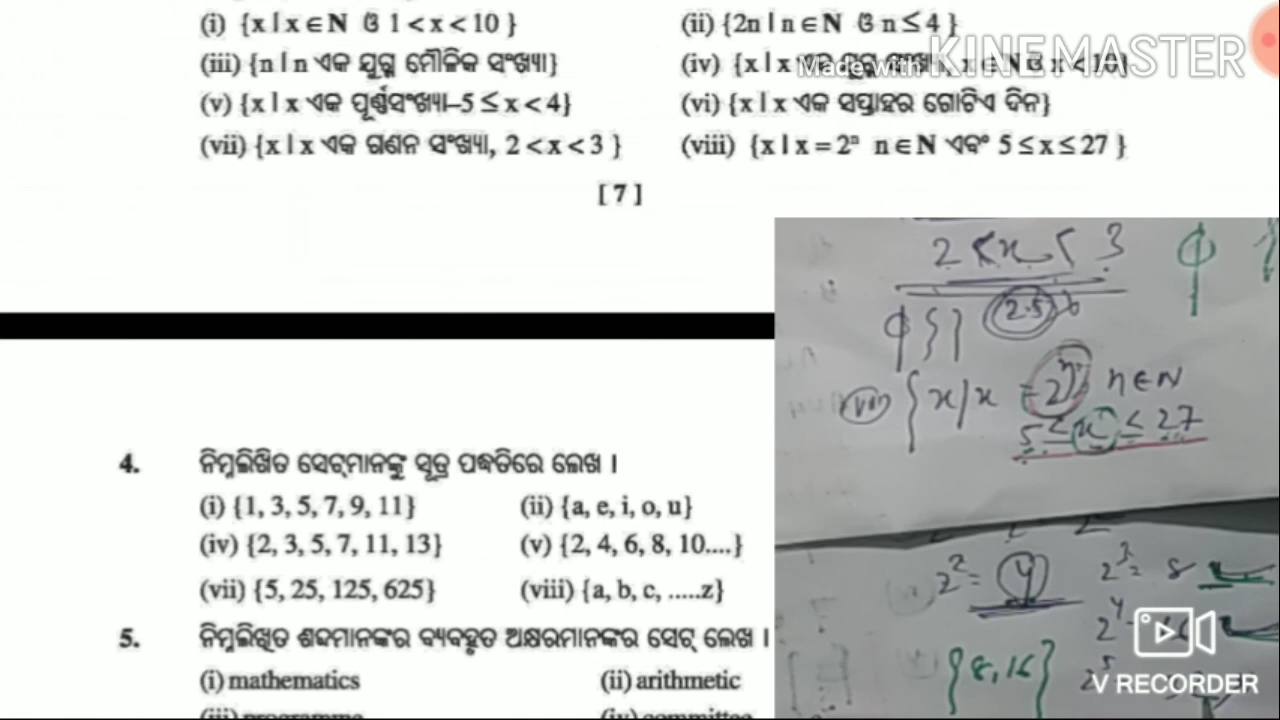 (i) {x | x ∈ N ଓ 1 < x < 10 } (ii) {2n | n ∈ N ଓ n ≤ 4 }
(iii) {n | n ଏକ ଯୁଗ୍ମ ମୌଳିକ ସଂଖ୍ୟା} (iv) {x | x
Made with KINEMASTER
(v) {x | x ଏକ ପୂର୍ଣ୍ଣସଂଖ୍ୟା –5 ≤ x < 4} (vi) {x | x ଏକ ସପ୍ତାହର ଗୋଟିଏ ଦିନ}
(vii) {x | x ଏକ ଗଣନ ସଂଖ୍ୟା, 2 < x < 3 } (viii) {x | x = 2ⁿ n ∈ N ଏବଂ 5 ≤ x ≤ 27 }
[ 7 ]
2 < x < 3 ϕ
ϕ { } 2.5
(viii) { x/x = 2ⁿ, n ∈ N
5 ≤ x ≤ 27
4. ନିମ୍ନଲିଖିତ ସେଟ୍‌ମାନଙ୍କୁ ସୂତ୍ର ପଦ୍ଧତିରେ ଲେଖ ।
(i) {1, 3, 5, 7, 9, 11} (ii) {a, e, i, o, u}
(iv) {2, 3, 5, 7, 11, 13} (v) {2, 4, 6, 8, 10....}
(vii) {5, 25, 125, 625} (viii) {a, b, c, .....z}
2² = 4 2³ = 8
2⁴
{8, 16} 2⁵
5. ନିମ୍ନଲିଖିତ ଶବ୍ଦମାନଙ୍କର ବ୍ୟବହୃତ ଅକ୍ଷରମାନଙ୍କର ସେଟ୍ ଲେଖ ।
(i) mathematics (ii) arithmetic
(iii) programme (iv) committee
V RECORDER